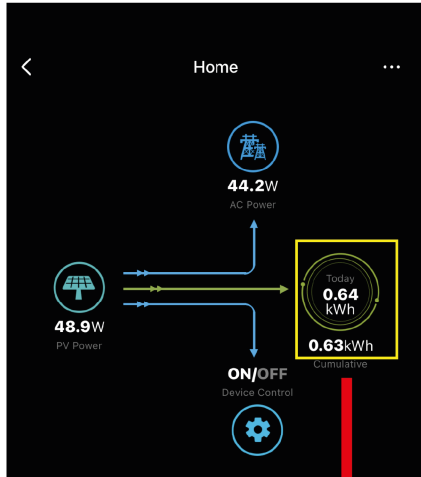 Home
44.2W
AC Power
Today
0.64
kWh
48.9W
PV Power
0.63kWh
Cumulative
ON/OFF
Device Control